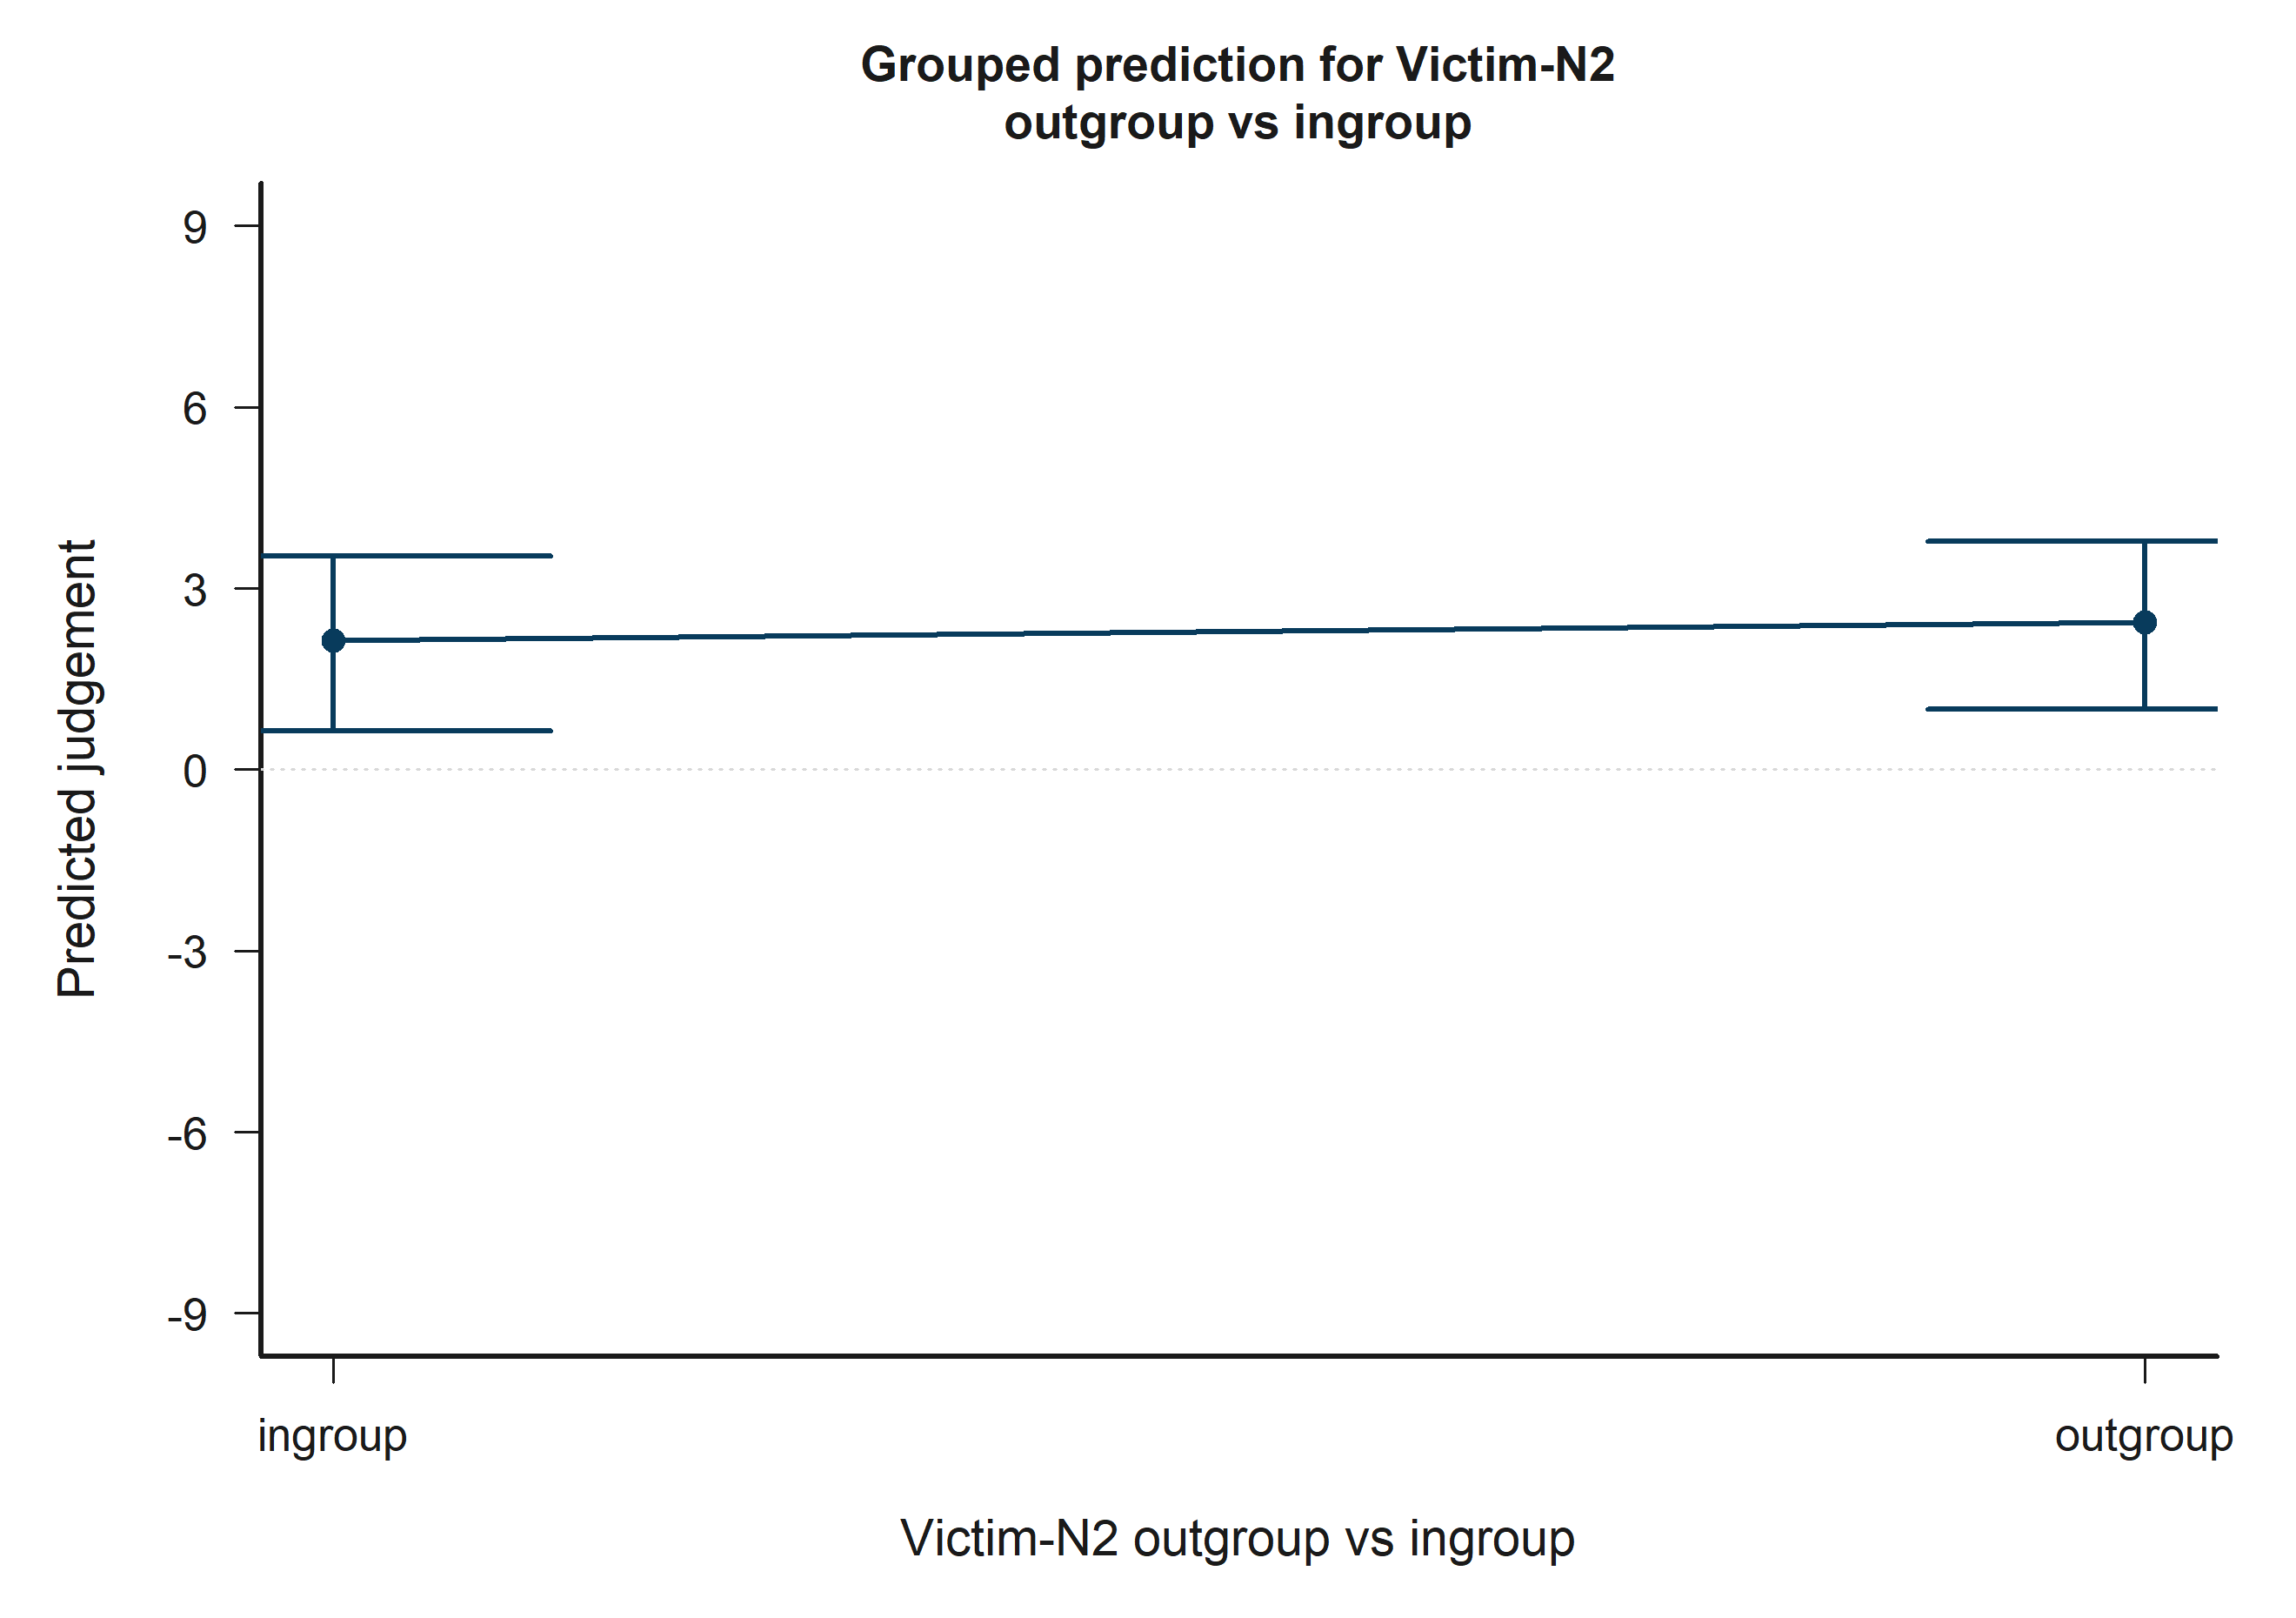 Grouped prediction for Victim-N2
outgroup vs ingroup
Predicted judgement
9
6
3
0
-3
-6
-9
ingroup
outgroup
Victim-N2 outgroup vs ingroup